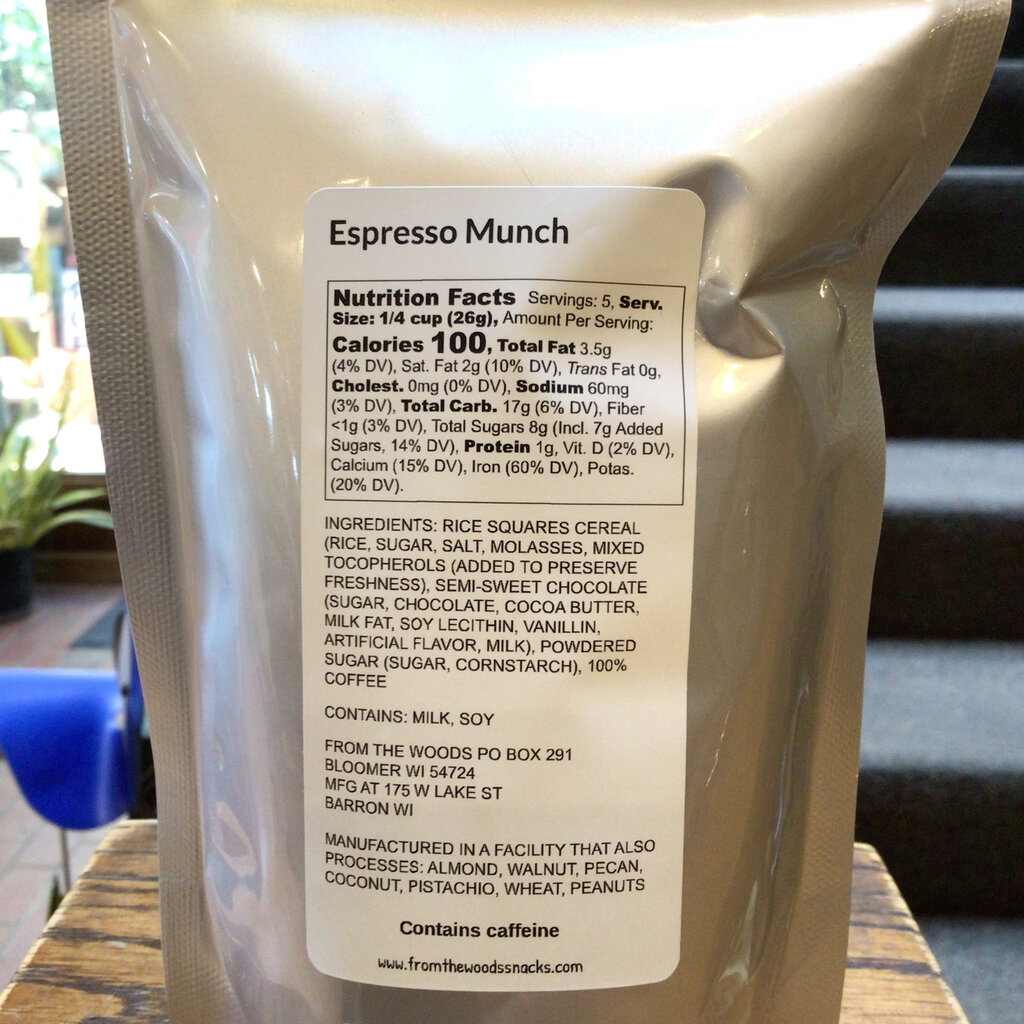 Espresso Munch
Nutrition Facts Servings: 5, Serv.
Size: 1/4 cup (26g), Amount Per Serving:
Calories 100, Total Fat 3.5g
(4% DV), Sat. Fat 2g (10% DV), Trans Fat 0g,
Cholest. 0mg (0% DV), Sodium 60mg
(3% DV), Total Carb. 17g (6% DV), Fiber
<1g (3% DV), Total Sugars 8g (Incl. 7g Added
Sugars, 14% DV), Protein 1g, Vit. D (2% DV),
Calcium (15% DV), Iron (60% DV), Potas.
(20% DV).
INGREDIENTS: RICE SQUARES CEREAL
(RICE, SUGAR, SALT, MOLASSES, MIXED
TOCOPHEROLS (ADDED TO PRESERVE
FRESHNESS), SEMI-SWEET CHOCOLATE
(SUGAR, CHOCOLATE, COCOA BUTTER,
MILK FAT, SOY LECITHIN, VANILLIN,
ARTIFICIAL FLAVOR, MILK), POWDERED
SUGAR (SUGAR, CORNSTARCH), 100%
COFFEE
CONTAINS: MILK, SOY
FROM THE WOODS PO BOX 291
BLOOMER WI 54724
MFG AT 175 W LAKE ST
BARRON WI
MANUFACTURED IN A FACILITY THAT ALSO
PROCESSES: ALMOND, WALNUT, PECAN,
COCONUT, PISTACHIO, WHEAT, PEANUTS
Contains caffeine
www.fromthewoodssnacks.com